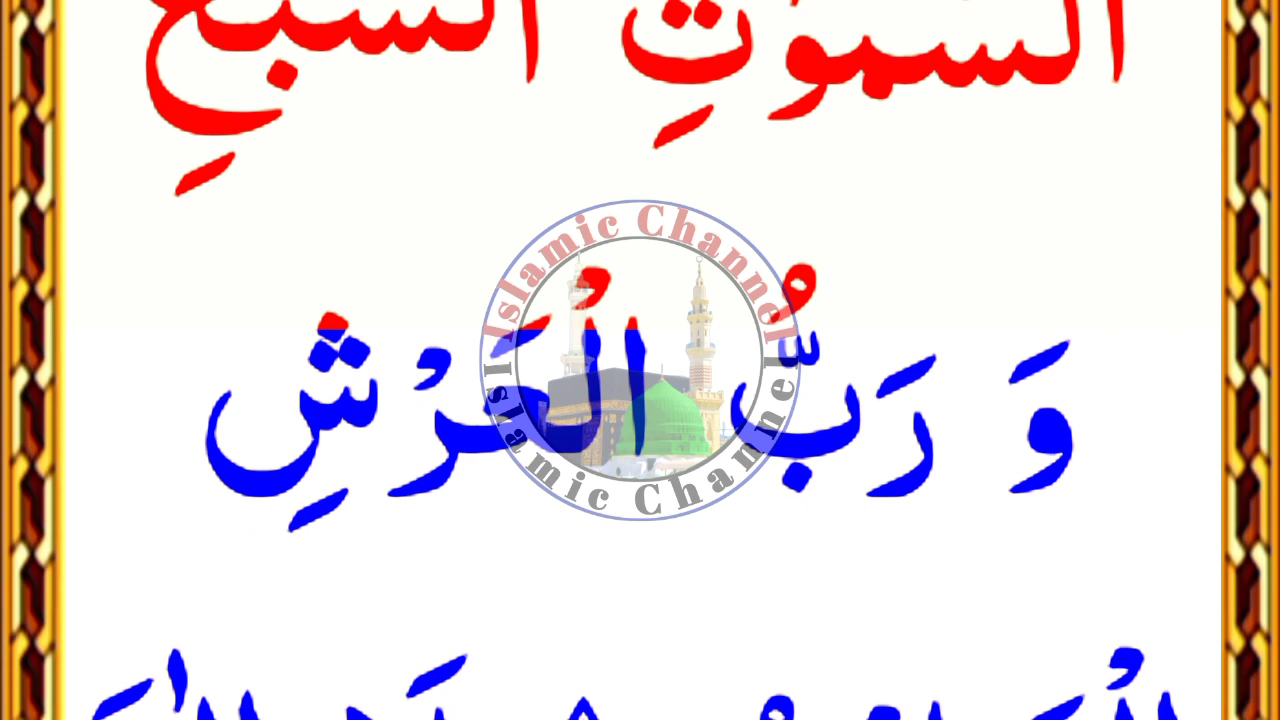 السَّمٰوٰتِ السَّبْعِ
Islamic Channel
وَ رَبُّ الْعَرْشِ
Islamic Channel